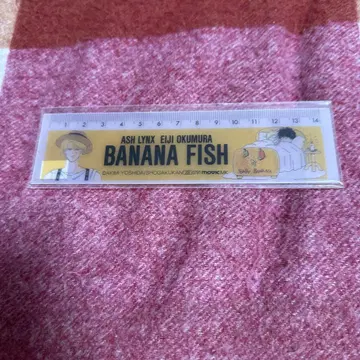 1 2 3 4 5 6 7 8 9 10 11 12 13 14
ASH LYNX EIJI OKUMURA
BANANA FISH